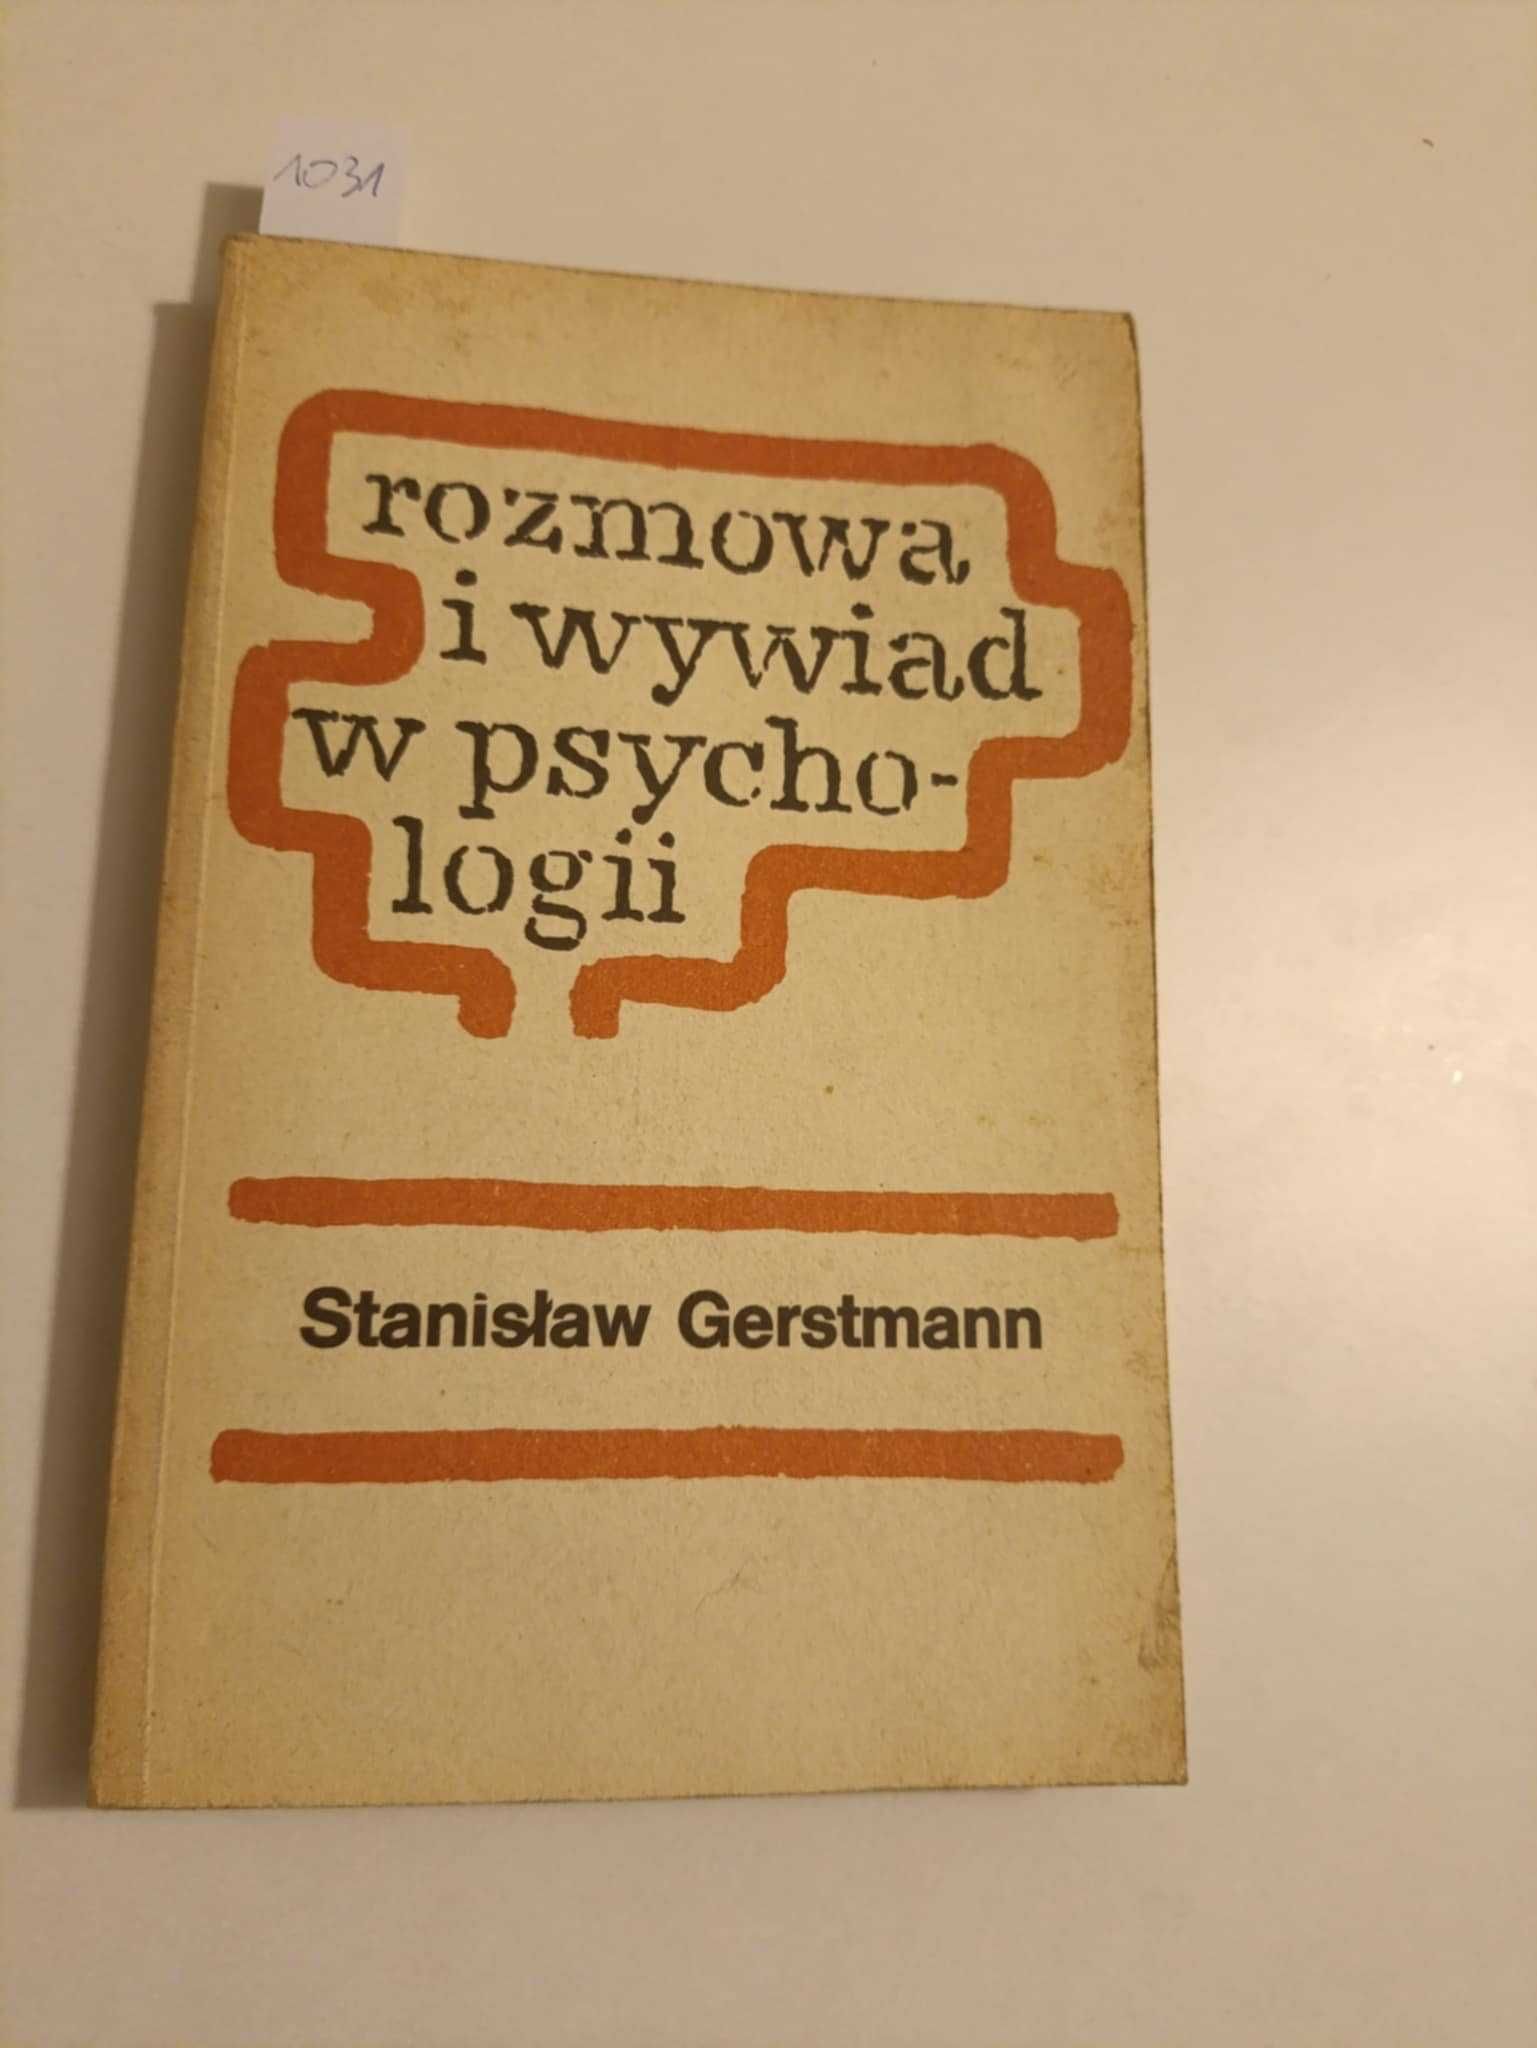 1031
rozmowa
i wywiad
w psycho-
logii
Stanisław Gerstmann